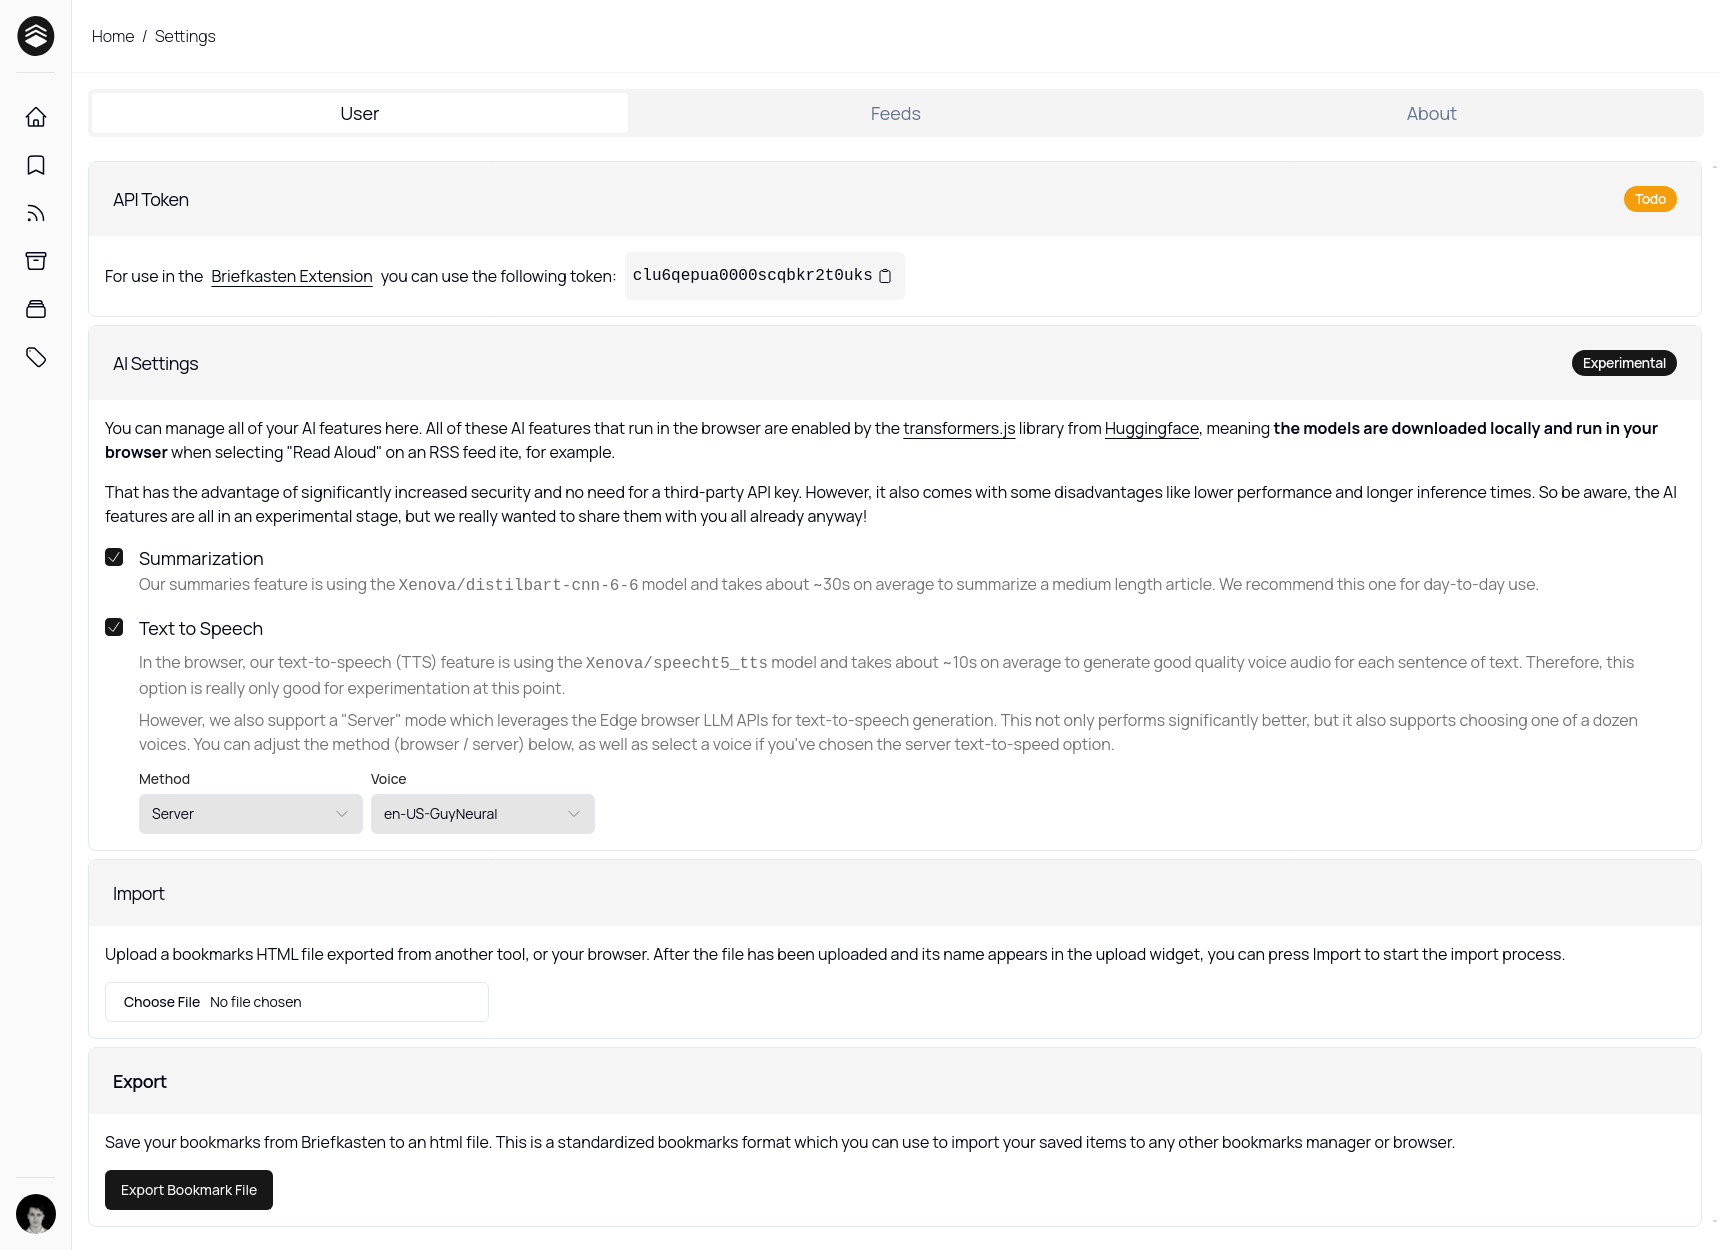 Home / Settings
User
Feeds
About
API Token
Todo
For use in the Briefkasten Extension you can use the following token: clu6qepua0000scqbkr2t0uks
AI Settings
Experimental
You can manage all of your AI features here. All of these AI features that run in the browser are enabled by the transformers.js library from Huggingface, meaning the models are downloaded locally and run in your
browser when selecting "Read Aloud" on an RSS feed ite, for example.
That has the advantage of significantly increased security and no need for a third-party API key. However, it also comes with some disadvantages like lower performance and longer inference times. So be aware, the AI
features are all in an experimental stage, but we really wanted to share them with you all already anyway!
Summarization
Our summaries feature is using the Xenova/distilbart-cnn-6-6 model and takes about ~30s on average to summarize a medium length article. We recommend this one for day-to-day use.
Text to Speech
In the browser, our text-to-speech (TTS) feature is using the Xenova/speecht5_tts model and takes about ~10s on average to generate good quality voice audio for each sentence of text. Therefore, this
option is really only good for experimentation at this point.
However, we also support a "Server" mode which leverages the Edge browser LLM APIs for text-to-speech generation. This not only performs significantly better, but it also supports choosing one of a dozen
voices. You can adjust the method (browser / server) below, as well as select a voice if you've chosen the server text-to-speed option.
Method
Voice
Server
en-US-GuyNeural
Import
Upload a bookmarks HTML file exported from another tool, or your browser. After the file has been uploaded and its name appears in the upload widget, you can press Import to start the import process.
Choose File No file chosen
Export
Save your bookmarks from Briefkasten to an html file. This is a standardized bookmarks format which you can use to import your saved items to any other bookmarks manager or browser.
Export Bookmark File